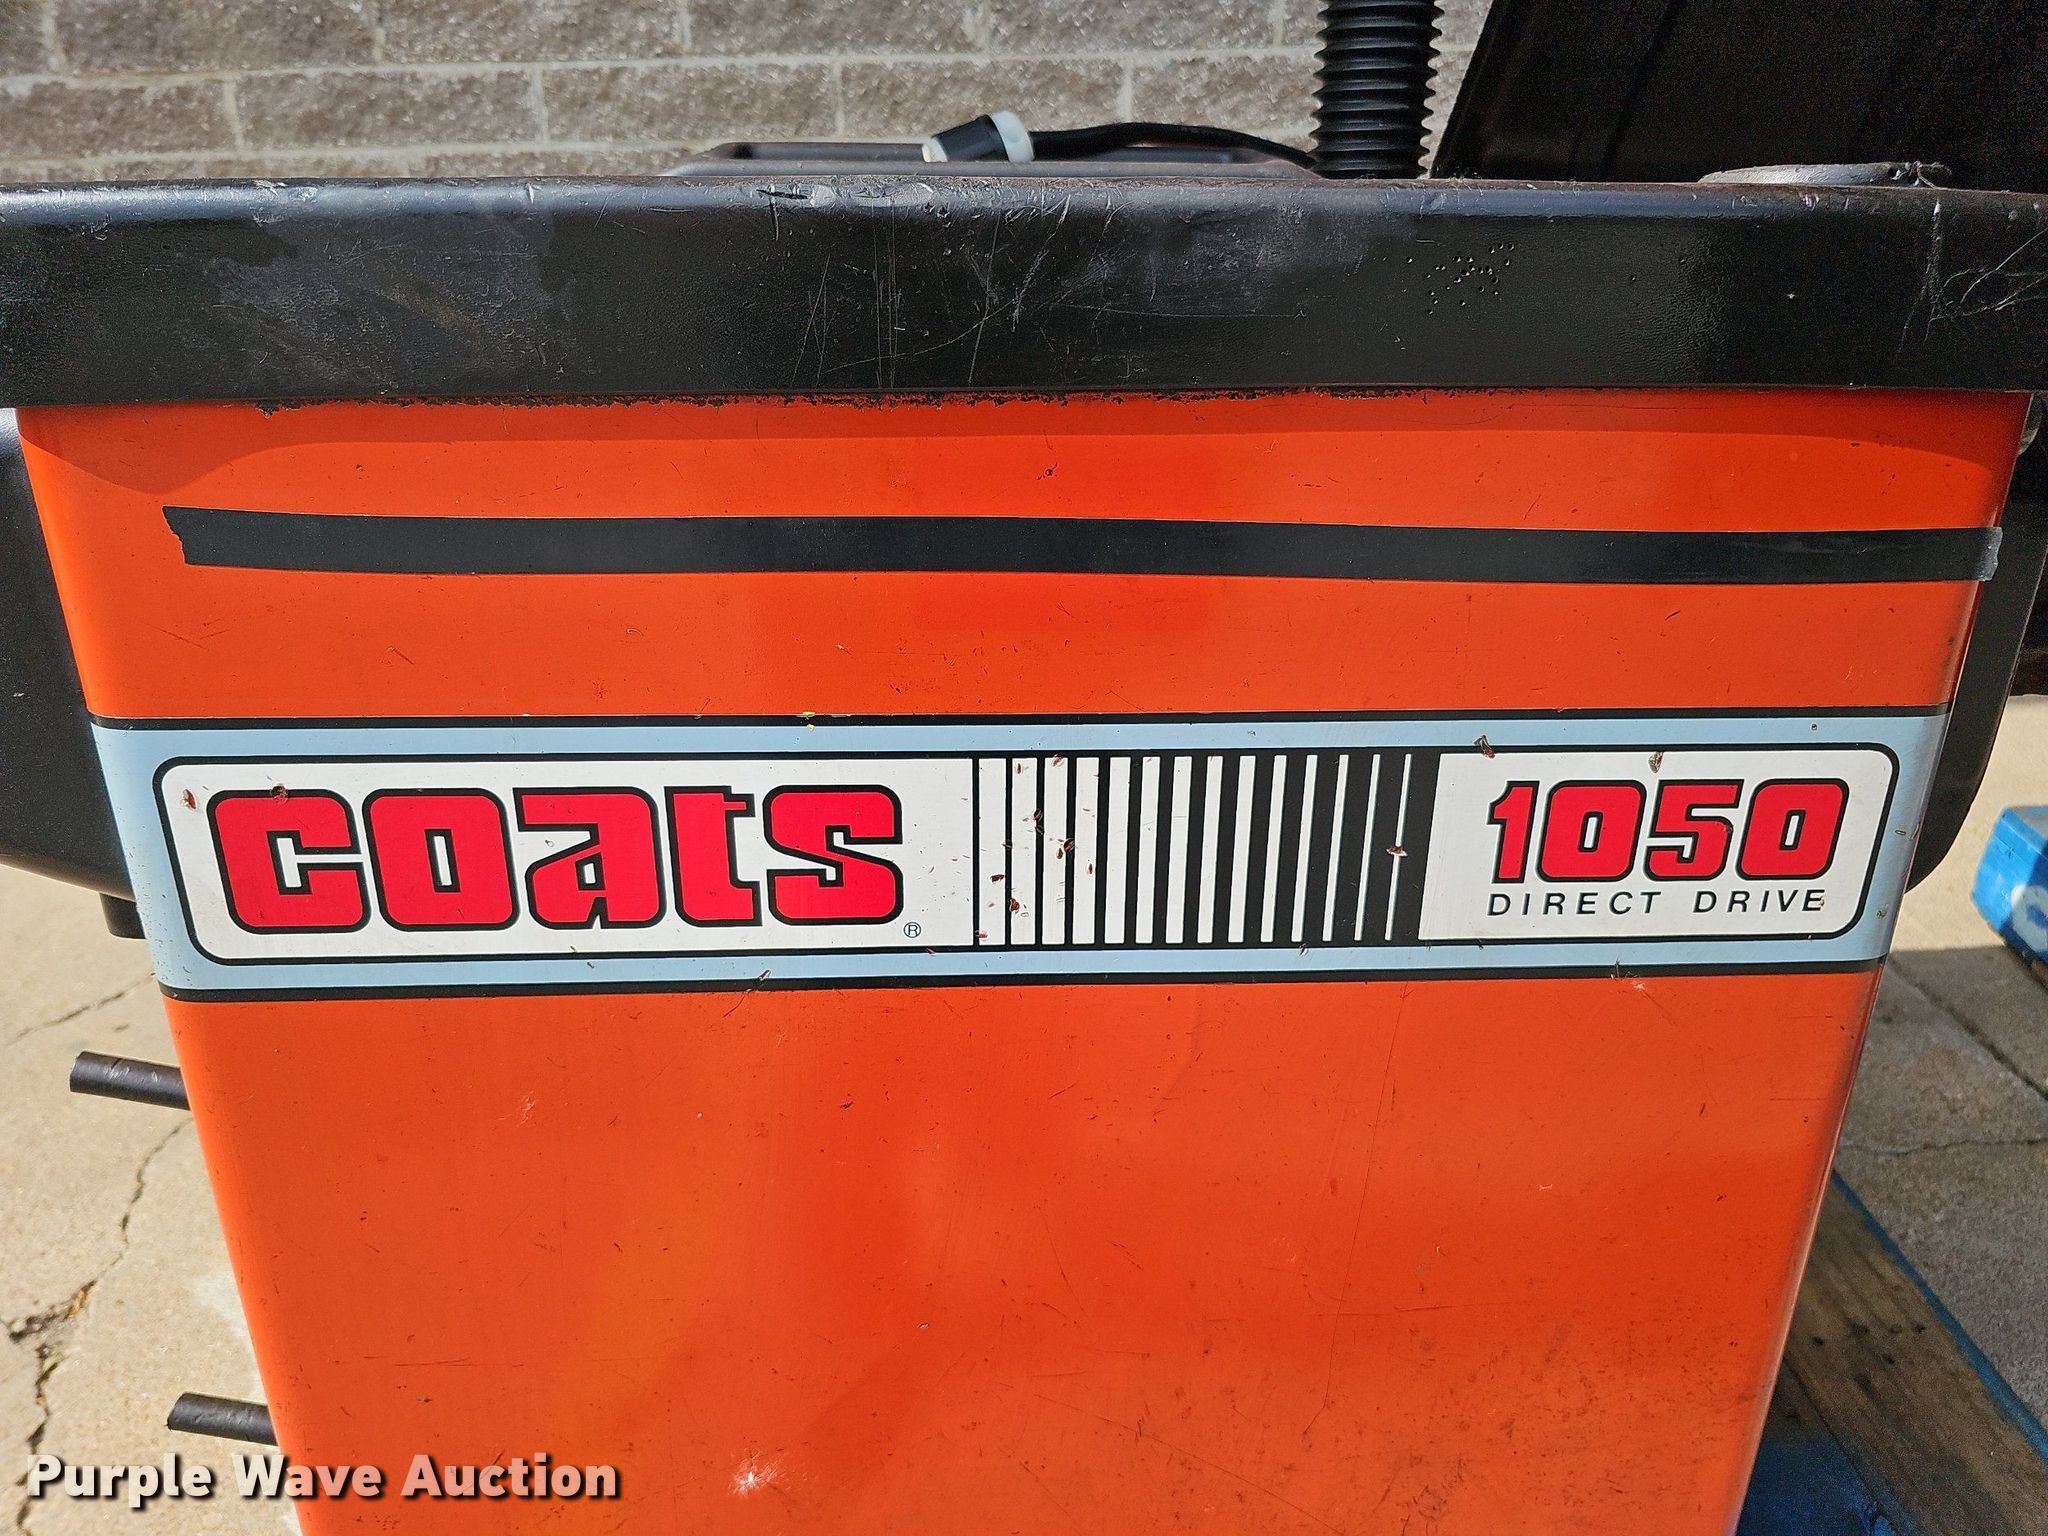 coats ®
1050
DIRECT DRIVE
Purple Wave Auction